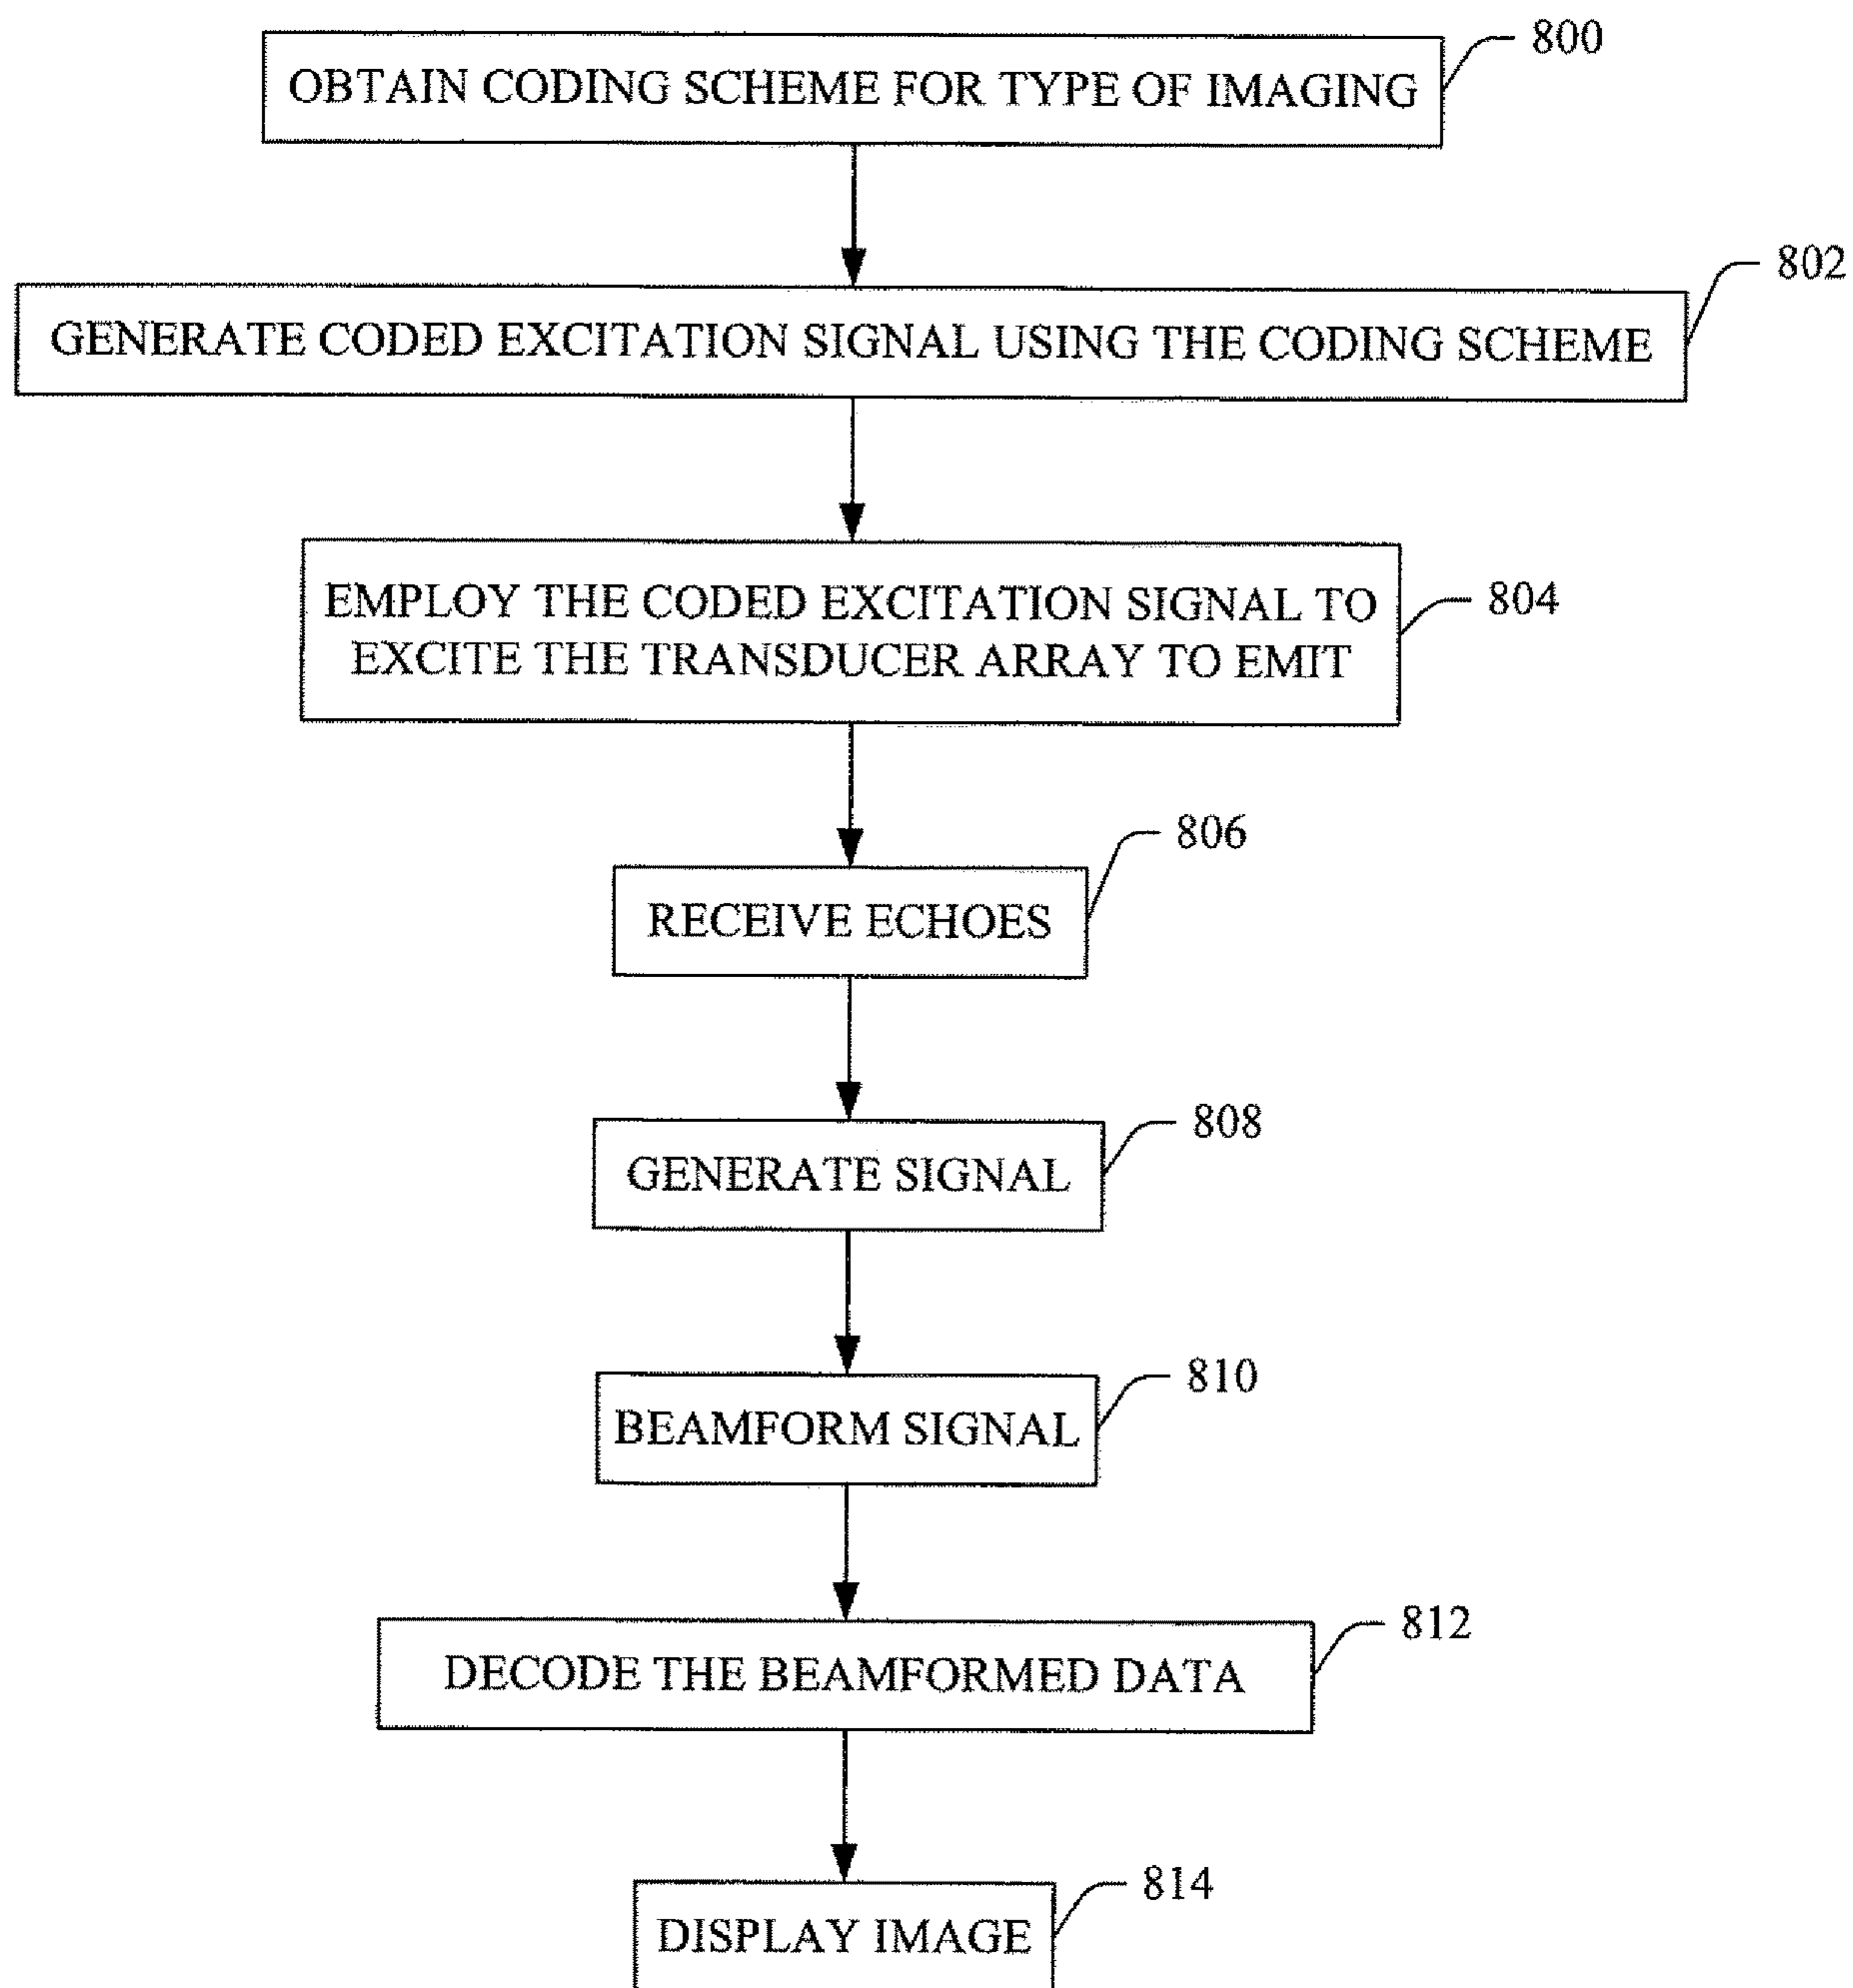 800
OBTAIN CODING SCHEME FOR TYPE OF IMAGING
802
GENERATE CODED EXCITATION SIGNAL USING THE CODING SCHEME
804
EMPLOY THE CODED EXCITATION SIGNAL TO
EXCITE THE TRANSDUCER ARRAY TO EMIT
806
RECEIVE ECHOES
808
GENERATE SIGNAL
810
BEAMFORM SIGNAL
812
DECODE THE BEAMFORMED DATA
814
DISPLAY IMAGE